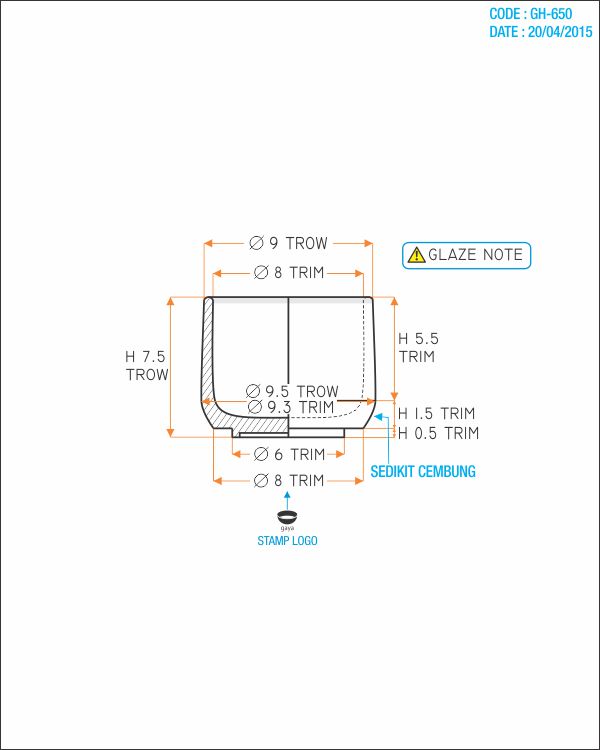 CODE : GH-650
DATE : 20/04/2015
Ø 9 TROW
GLAZE NOTE
Ø 8 TRIM
H 5.5
TRIM
H 7.5
TROW
Ø 9.5 TROW
Ø 9.3 TRIM
H 1.5 TRIM
H 0.5 TRIM
Ø 6 TRIM
SEDIKIT CEMBUNG
Ø 8 TRIM
gaya
STAMP LOGO